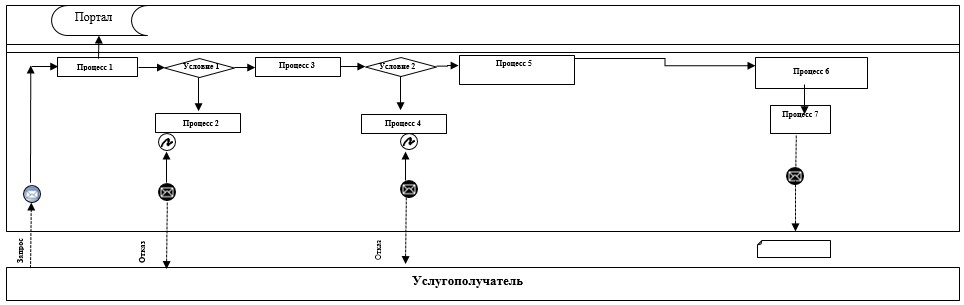 Портал
Процесс 1
Условие 1
Процесс 3
Условие 2
Процесс 5
Процесс 6
Процесс 2
Процесс 4
Процесс 7
Запрос
Отказ
Отказ
Услугополучатель